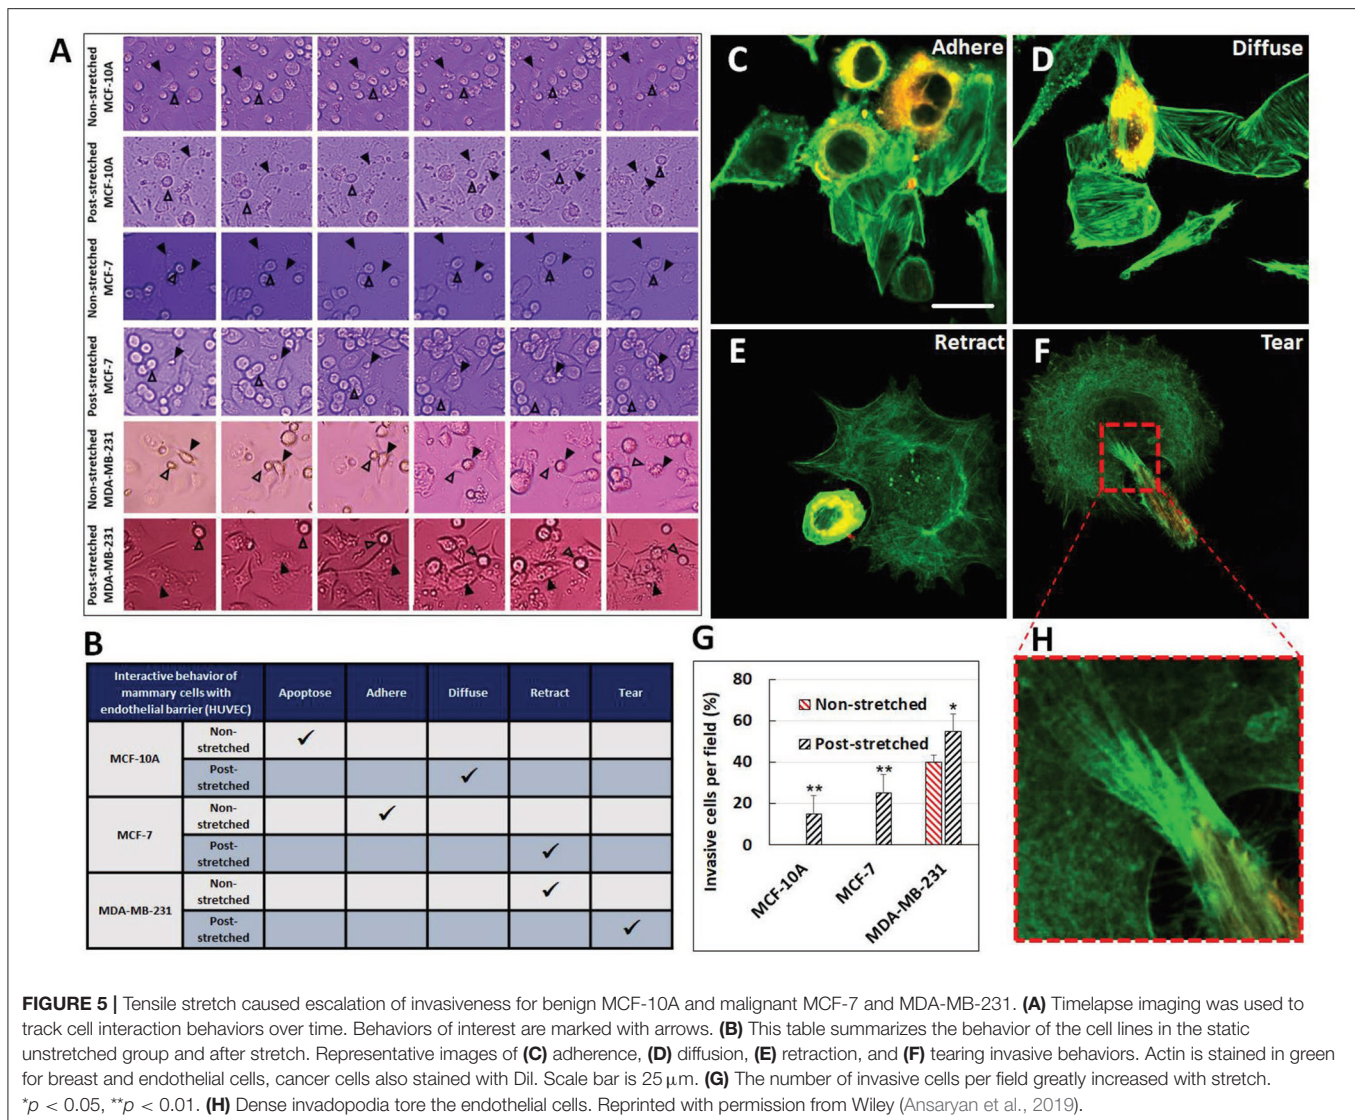 A
Non-stretched
MCF-10A
Post-stretched
MCF-10A
Non-stretched
MCF-7
Post-stretched
MCF-7
Non-stretched
MDA-MB-231
Post-stretched
MDA-MB-231
C
Adhere
D
Diffuse
E
Retract
F
Tear
B
Interactive behavior of
mammary cells with
endothelial barrier (HUVEC)
Apoptose
Adhere
Diffuse
Retract
Tear
MCF-10A
Non-
stretched
✓
Post-
stretched
✓
MCF-7
Non-
stretched
✓
Post-
stretched
✓
MDA-MB-231
Non-
stretched
✓
Post-
stretched
✓
G
Invasive cells per field (%)
80
60
40
20
0
Non-stretched
Post-stretched
**
**
*
MCF-10A
MCF-7
MDA-MB-231
H
FIGURE 5 | Tensile stretch caused escalation of invasiveness for benign MCF-10A and malignant MCF-7 and MDA-MB-231. (A) Timelapse imaging was used to
track cell interaction behaviors over time. Behaviors of interest are marked with arrows. (B) This table summarizes the behavior of the cell lines in the static
unstretched group and after stretch. Representative images of (C) adherence, (D) diffusion, (E) retraction, and (F) tearing invasive behaviors. Actin is stained in green
for breast and endothelial cells, cancer cells also stained with DiI. Scale bar is 25 μm. (G) The number of invasive cells per field greatly increased with stretch.
*p < 0.05, **p < 0.01. (H) Dense invadopodia tore the endothelial cells. Reprinted with permission from Wiley (Ansaryan et al., 2019).